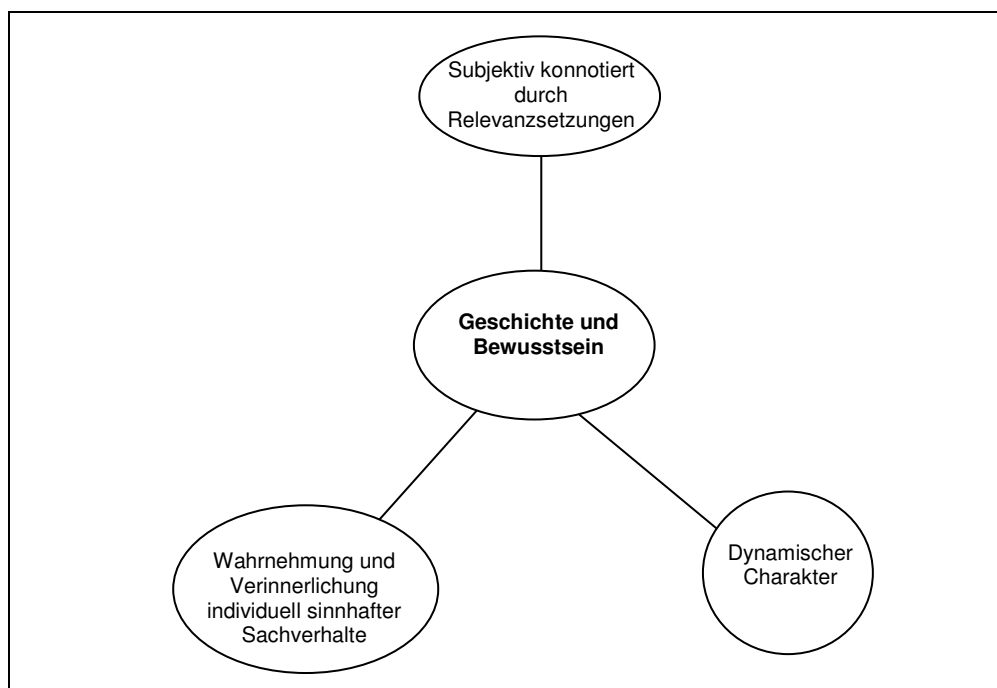 Subjektiv konnotiert
durch
Relevanzsetzungen
Geschichte und
Bewusstsein
Wahrnehmung und
Verinnerlichung
individuell sinnhafter
Sachverhalte
Dynamischer
Charakter